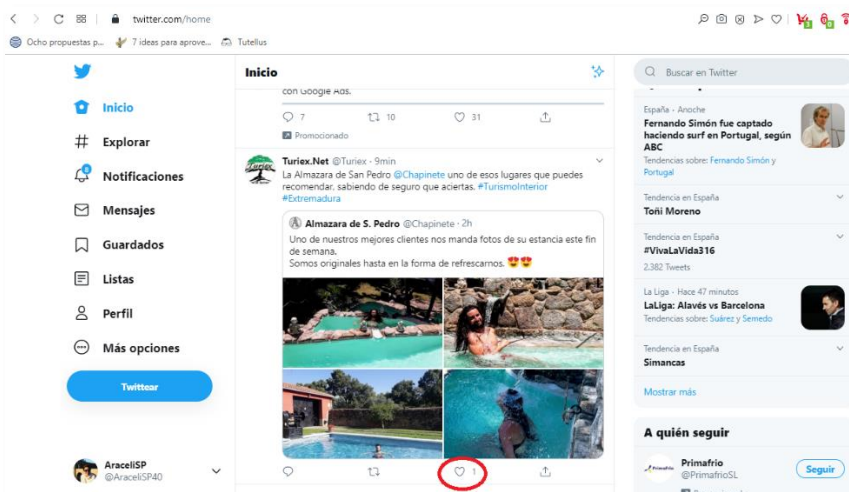 twitter.com/home
Ocho propuestas p...
7 ideas para aprove...
Tutellus
Inicio
Explorar
Notificaciones
Mensajes
Guardados
Listas
Perfil
Más opciones
Twittear
AraceliSP
@AraceliSP40
Inicio
con Google Ads.
7 10 31
Promocionado
Turiex.Net @Turiex · 9min
La Almazara de San Pedro @Chapinete uno de esos lugares que puedes
recomendar, sabiendo de seguro que aciertas. #TurismoInterior
#Extremadura
Almazara de S. Pedro @Chapinete · 2h
Uno de nuestros mejores clientes nos manda fotos de su estancia este fin
de semana.
Somos originales hasta en la forma de refrescarnos. 😍😍
1
Buscar en Twitter
España · Anoche
Fernando Simón fue captado
haciendo surf en Portugal, según
ABC
Tendencias sobre: Fernando Simón y
Portugal
Tendencia en España
Toñi Moreno
Tendencia en España
#VivaLaVida316
2.382 Tweets
La Liga · Hace 47 minutos
LaLiga: Alavés vs Barcelona
Tendencias sobre: Suárez y Semedo
Tendencia en España
Simancas
Mostrar más
A quién seguir
Primafrio
@PrimafrioSL
Seguir